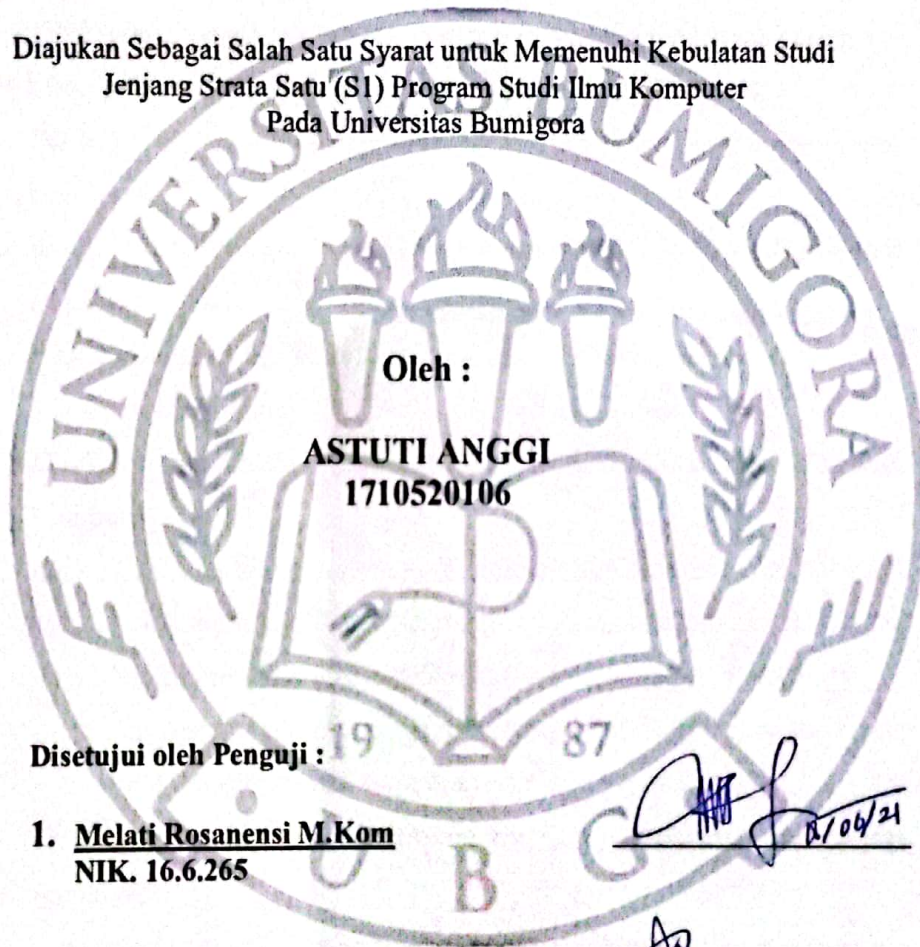 Diajukan Sebagai Salah Satu Syarat untuk Memenuhi Kebulatan Studi
Jenjang Strata Satu (S1) Program Studi Ilmu Komputer
Pada Universitas Bumigora
UNIVERSITAS BUMIGORA
Oleh :
ASTUTI ANGGI
1710520106
19 87
Disetujui oleh Penguji :
1. Melati Rosanensi M.Kom
NIK. 16.6.265
U B G